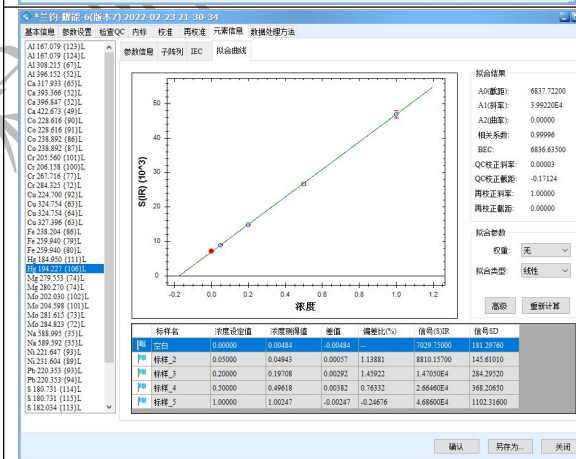 *兰钧-耀能-6(版本7) 2022-02-23 21-30-34
基本信息 参数设置 检查QC 内标 校准 再校准 元素信息 数据处理方法
Al 167.079 {123}L
Al 167.079 {124}L
Al 308.215 {67}L
Al 396.152 {52}L
Ca 317.933 {65}L
Ca 393.366 {52}L
Ca 396.847 {52}L
Ca 422.673 {49}L
Co 228.616 {90}L
Co 228.616 {91}L
Co 238.892 {86}L
Co 238.892 {87}L
Cr 205.560 {101}L
Cr 206.158 {100}L
Cr 267.716 {77}L
Cr 284.325 {72}L
Cu 224.700 {92}L
Cu 324.754 {63}L
Cu 324.754 {64}L
Cu 327.396 {63}L
Fe 238.204 {86}L
Fe 259.940 {79}L
Fe 259.940 {80}L
Hg 184.950 {111}L
Hg 194.227 {106}L
Mg 279.553 {74}L
Mg 280.270 {74}L
Mo 202.030 {102}L
Mo 204.598 {101}L
Mo 281.615 {73}L
Mo 284.823 {72}L
Na 588.995 {35}L
Na 589.592 {35}L
Ni 221.647 {93}L
Ni 231.604 {89}L
Pb 220.353 {93}L
Pb 220.353 {94}L
S 180.731 {114}L
S 180.731 {115}L
S 182.034 {113}L
参数信息 子阵列 IEC 拟合曲线
S(IR) (10^3)
50
40
30
20
10
0
-0.2 0.0 0.2 0.4 0.6 0.8 1.0 1.2
浓度
拟合结果
A0(截距): 6837.72200
A1(斜率): 3.99220E4
A2(曲率): 0.00000
相关系数: 0.99996
BEC: 6836.63500
QC校正斜率: 0.00003
QC校正截距: -0.17124
再校正斜率: 1.00000
再校正截距: 0.00000
拟合参数
权重: 无
拟合类型: 线性
高级 重新计算
标样名 浓度设定值 浓度测得值 差值 偏差比(%) 信号(S)IR 信号SD
空白 0.00000 0.00484 -0.00484 -- 7029.75000 181.29760
标样_2 0.05000 0.04943 0.00057 1.13881 8810.15700 145.61010
标样_3 0.20000 0.19708 0.00292 1.45922 1.47050E4 284.29520
标样_4 0.50000 0.49618 0.00382 0.76332 2.66460E4 368.20650
标样_5 1.00000 1.00247 -0.00247 -0.24676 4.68600E4 1102.31600
确认 另存为... 关闭